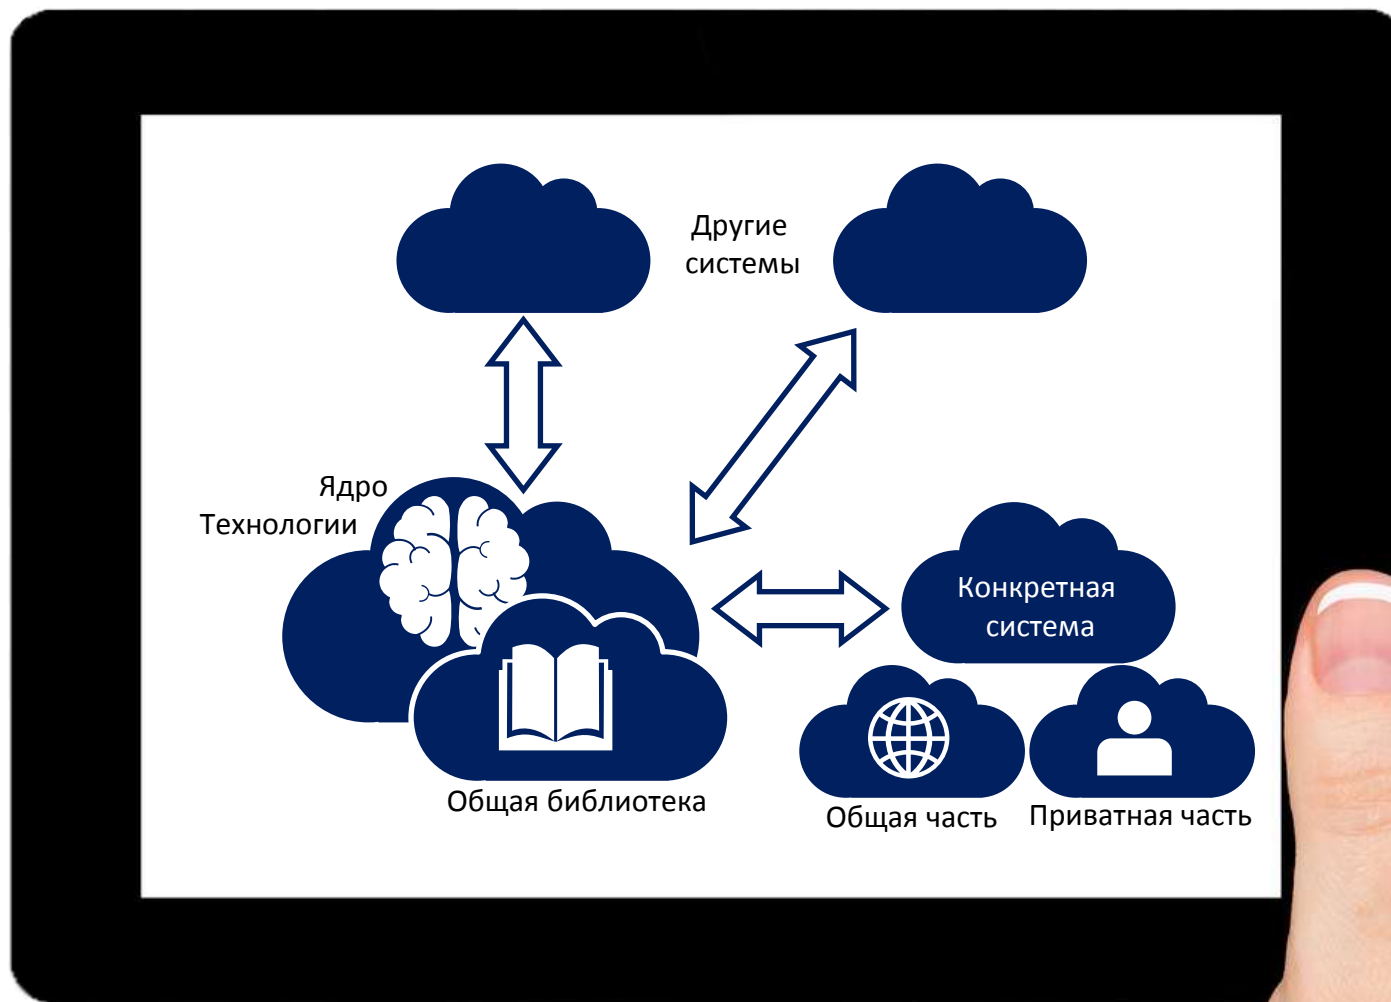 Другие
системы
Ядро
Технологии
Конкретная
система
Общая библиотека
Общая часть
Приватная часть